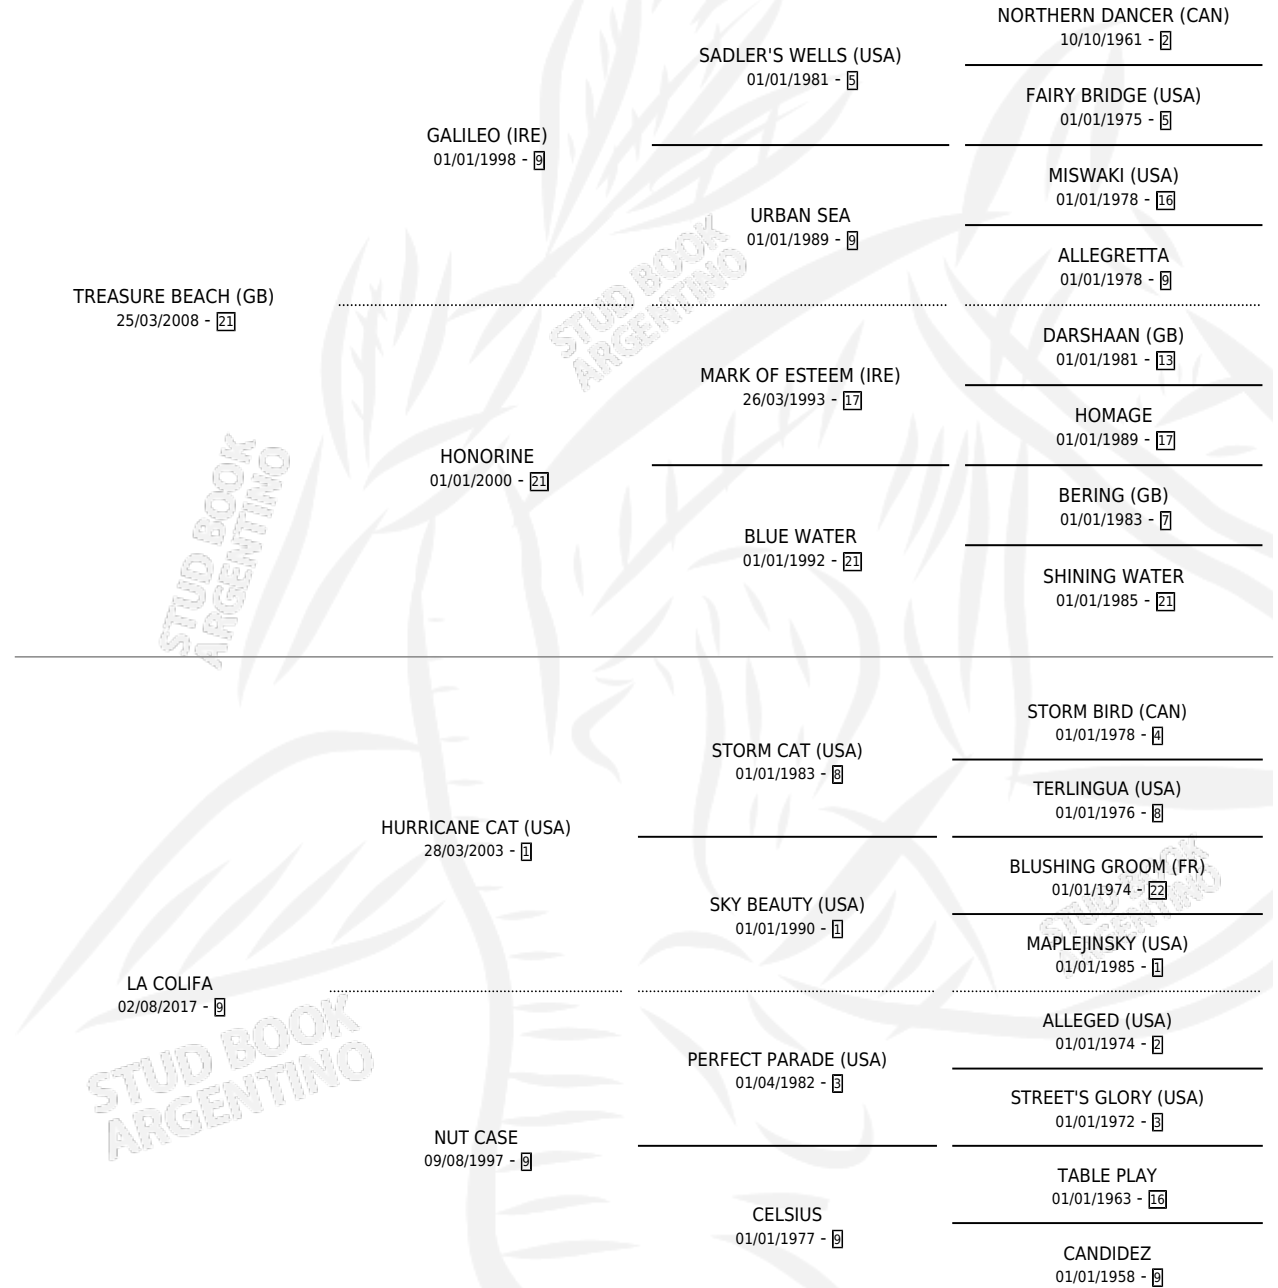 NORTHERN DANCER (CAN)
10/10/1961 - 2
SADLER'S WELLS (USA)
01/01/1981 - 5
FAIRY BRIDGE (USA)
01/01/1975 - 5
GALILEO (IRE)
01/01/1998 - 9
MISWAKI (USA)
01/01/1978 - 16
URBAN SEA
01/01/1989 - 9
ALLEGRETTA
01/01/1978 - 9
TREASURE BEACH (GB)
25/03/2008 - 21
STUD BOOK
ARGENTINO
DARSHAAN (GB)
01/01/1981 - 13
MARK OF ESTEEM (IRE)
26/03/1993 - 17
HOMAGE
01/01/1989 - 17
HONORINE
01/01/2000 - 21
BERING (GB)
01/01/1983 - 7
BLUE WATER
01/01/1992 - 21
SHINING WATER
01/01/1985 - 21
STUD BOOK
ARGENTINO
STORM BIRD (CAN)
01/01/1978 - 4
STORM CAT (USA)
01/01/1983 - 8
TERLINGUA (USA)
01/01/1976 - 8
HURRICANE CAT (USA)
28/03/2003 - 1
BLUSHING GROOM (FR)
01/01/1974 - 22
SKY BEAUTY (USA)
01/01/1990 - 1
STUD BOOK
ARGENTINO
MAPLEJINSKY (USA)
01/01/1985 - 1
LA COLIFA
02/08/2017 - 9
STUD BOOK
ARGENTINO
ALLEGED (USA)
01/01/1974 - 2
PERFECT PARADE (USA)
01/04/1982 - 3
STREET'S GLORY (USA)
01/01/1972 - 3
NUT CASE
09/08/1997 - 9
TABLE PLAY
01/01/1963 - 16
CELSIUS
01/01/1977 - 9
CANDIDEZ
01/01/1958 - 9